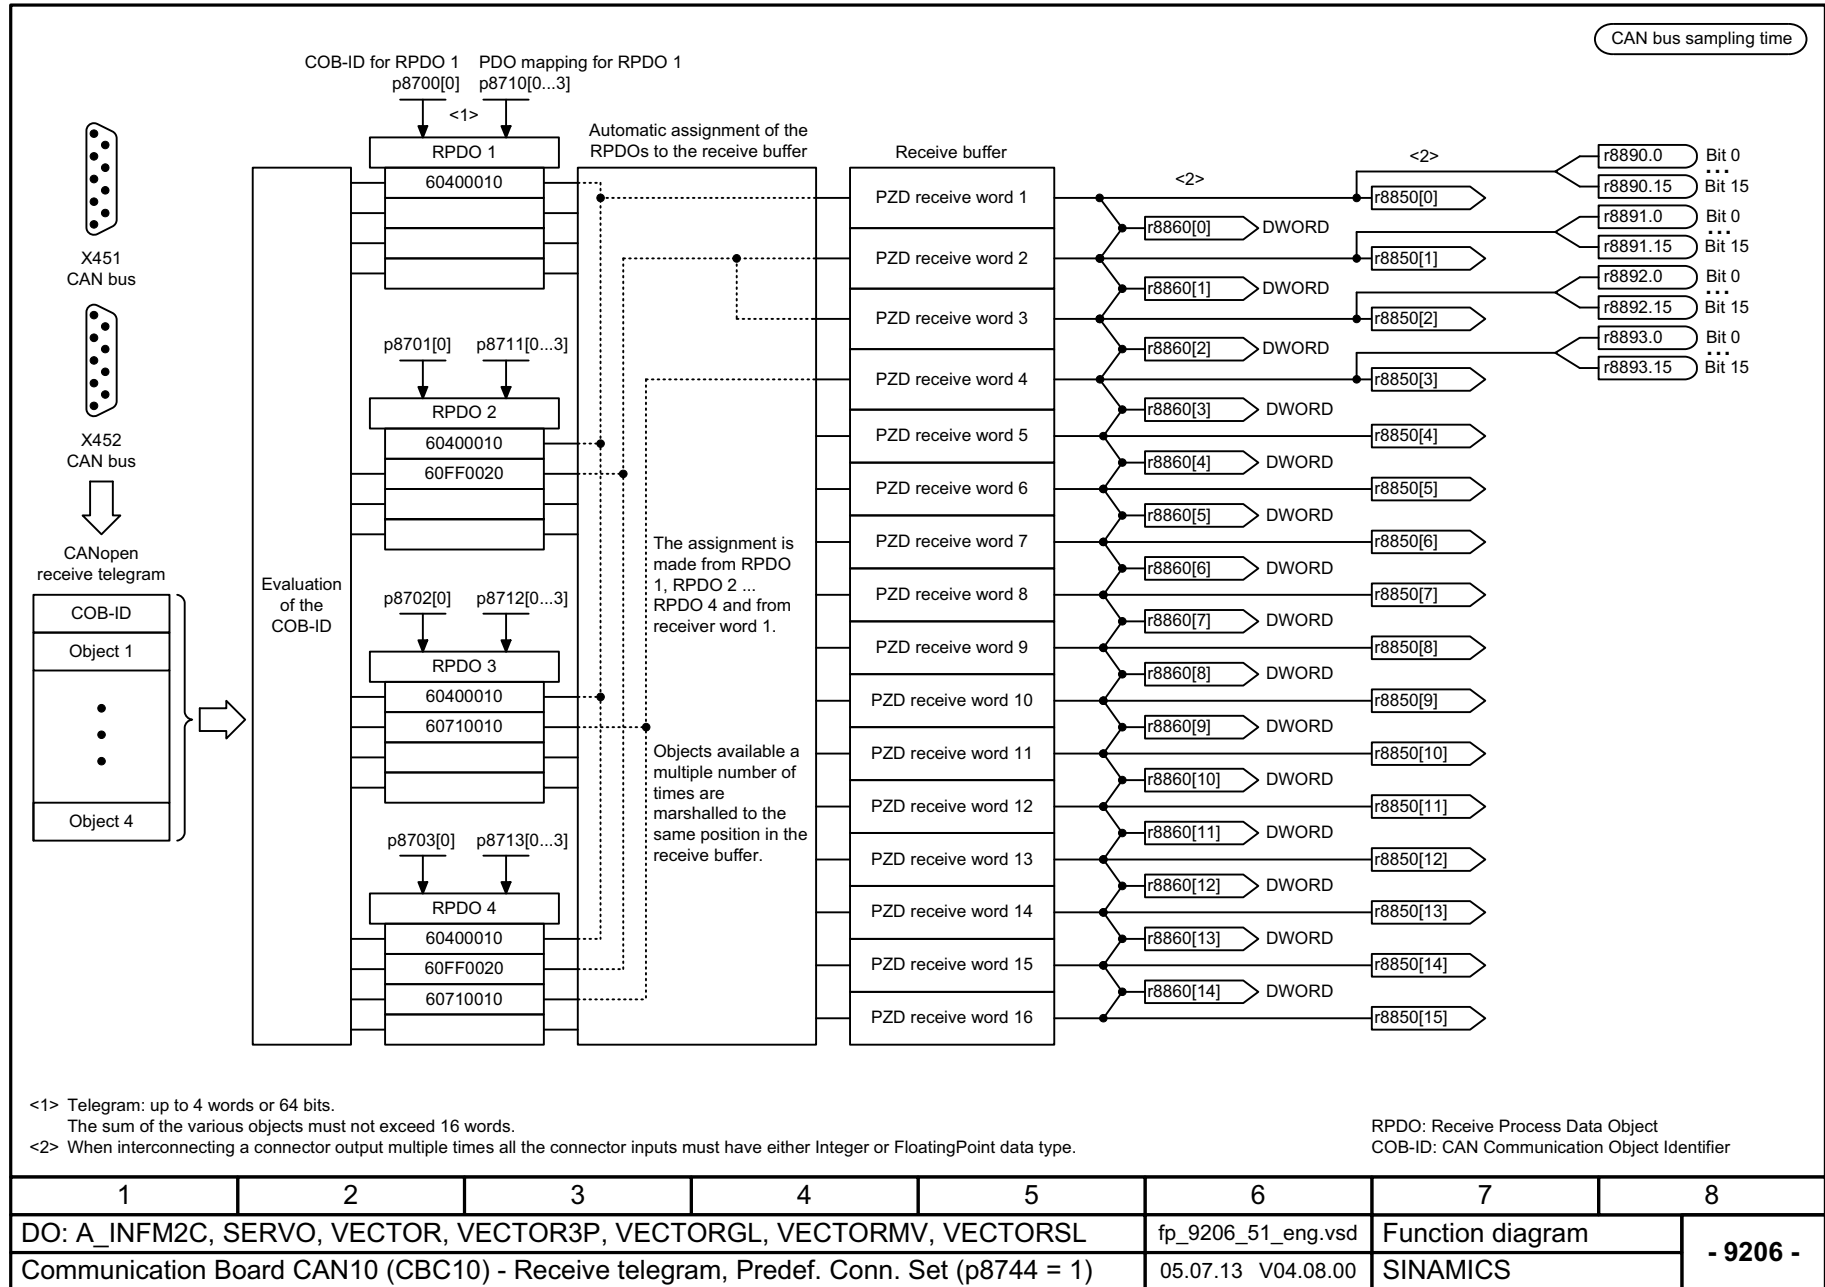 CAN bus sampling time
COB-ID for RPDO 1
p8700[0]
PDO mapping for RPDO 1
p8710[0...3]
<1>
RPDO 1
60400010
Automatic assignment of the
RPDOs to the receive buffer
Receive buffer
X451
CAN bus
X452
CAN bus
CANopen
receive telegram
COB-ID
Object 1
Object 4
Evaluation
of the
COB-ID
p8701[0]
p8711[0...3]
RPDO 2
60400010
60FF0020
p8702[0]
p8712[0...3]
RPDO 3
60400010
60710010
p8703[0]
p8713[0...3]
RPDO 4
60400010
60FF0020
60710010
The assignment is
made from RPDO
1, RPDO 2 ...
RPDO 4 and from
receiver word 1.
Objects available a
multiple number of
times are
marshalled to the
same position in the
receive buffer.
PZD receive word 1
PZD receive word 2
PZD receive word 3
PZD receive word 4
PZD receive word 5
PZD receive word 6
PZD receive word 7
PZD receive word 8
PZD receive word 9
PZD receive word 10
PZD receive word 11
PZD receive word 12
PZD receive word 13
PZD receive word 14
PZD receive word 15
PZD receive word 16
<2>
r8860[0] DWORD
r8860[1] DWORD
r8860[2] DWORD
r8860[3] DWORD
r8860[4] DWORD
r8860[5] DWORD
r8860[6] DWORD
r8860[7] DWORD
r8860[8] DWORD
r8860[9] DWORD
r8860[10] DWORD
r8860[11] DWORD
r8860[12] DWORD
r8860[13] DWORD
r8860[14] DWORD
<2>
r8850[0]
r8850[1]
r8850[2]
r8850[3]
r8850[4]
r8850[5]
r8850[6]
r8850[7]
r8850[8]
r8850[9]
r8850[10]
r8850[11]
r8850[12]
r8850[13]
r8850[14]
r8850[15]
r8890.0 Bit 0
...
r8890.15 Bit 15
r8891.0 Bit 0
...
r8891.15 Bit 15
r8892.0 Bit 0
...
r8892.15 Bit 15
r8893.0 Bit 0
...
r8893.15 Bit 15
<1> Telegram: up to 4 words or 64 bits.
The sum of the various objects must not exceed 16 words.
<2> When interconnecting a connector output multiple times all the connector inputs must have either Integer or FloatingPoint data type.
RPDO: Receive Process Data Object
COB-ID: CAN Communication Object Identifier
1 2 3 4 5 6 7 8
DO: A_INFM2C, SERVO, VECTOR, VECTOR3P, VECTORGL, VECTORMV, VECTORSL
fp_9206_51_eng.vsd
Function diagram
- 9206 -
Communication Board CAN10 (CBC10) - Receive telegram, Predef. Conn. Set (p8744 = 1)
05.07.13 V04.08.00
SINAMICS